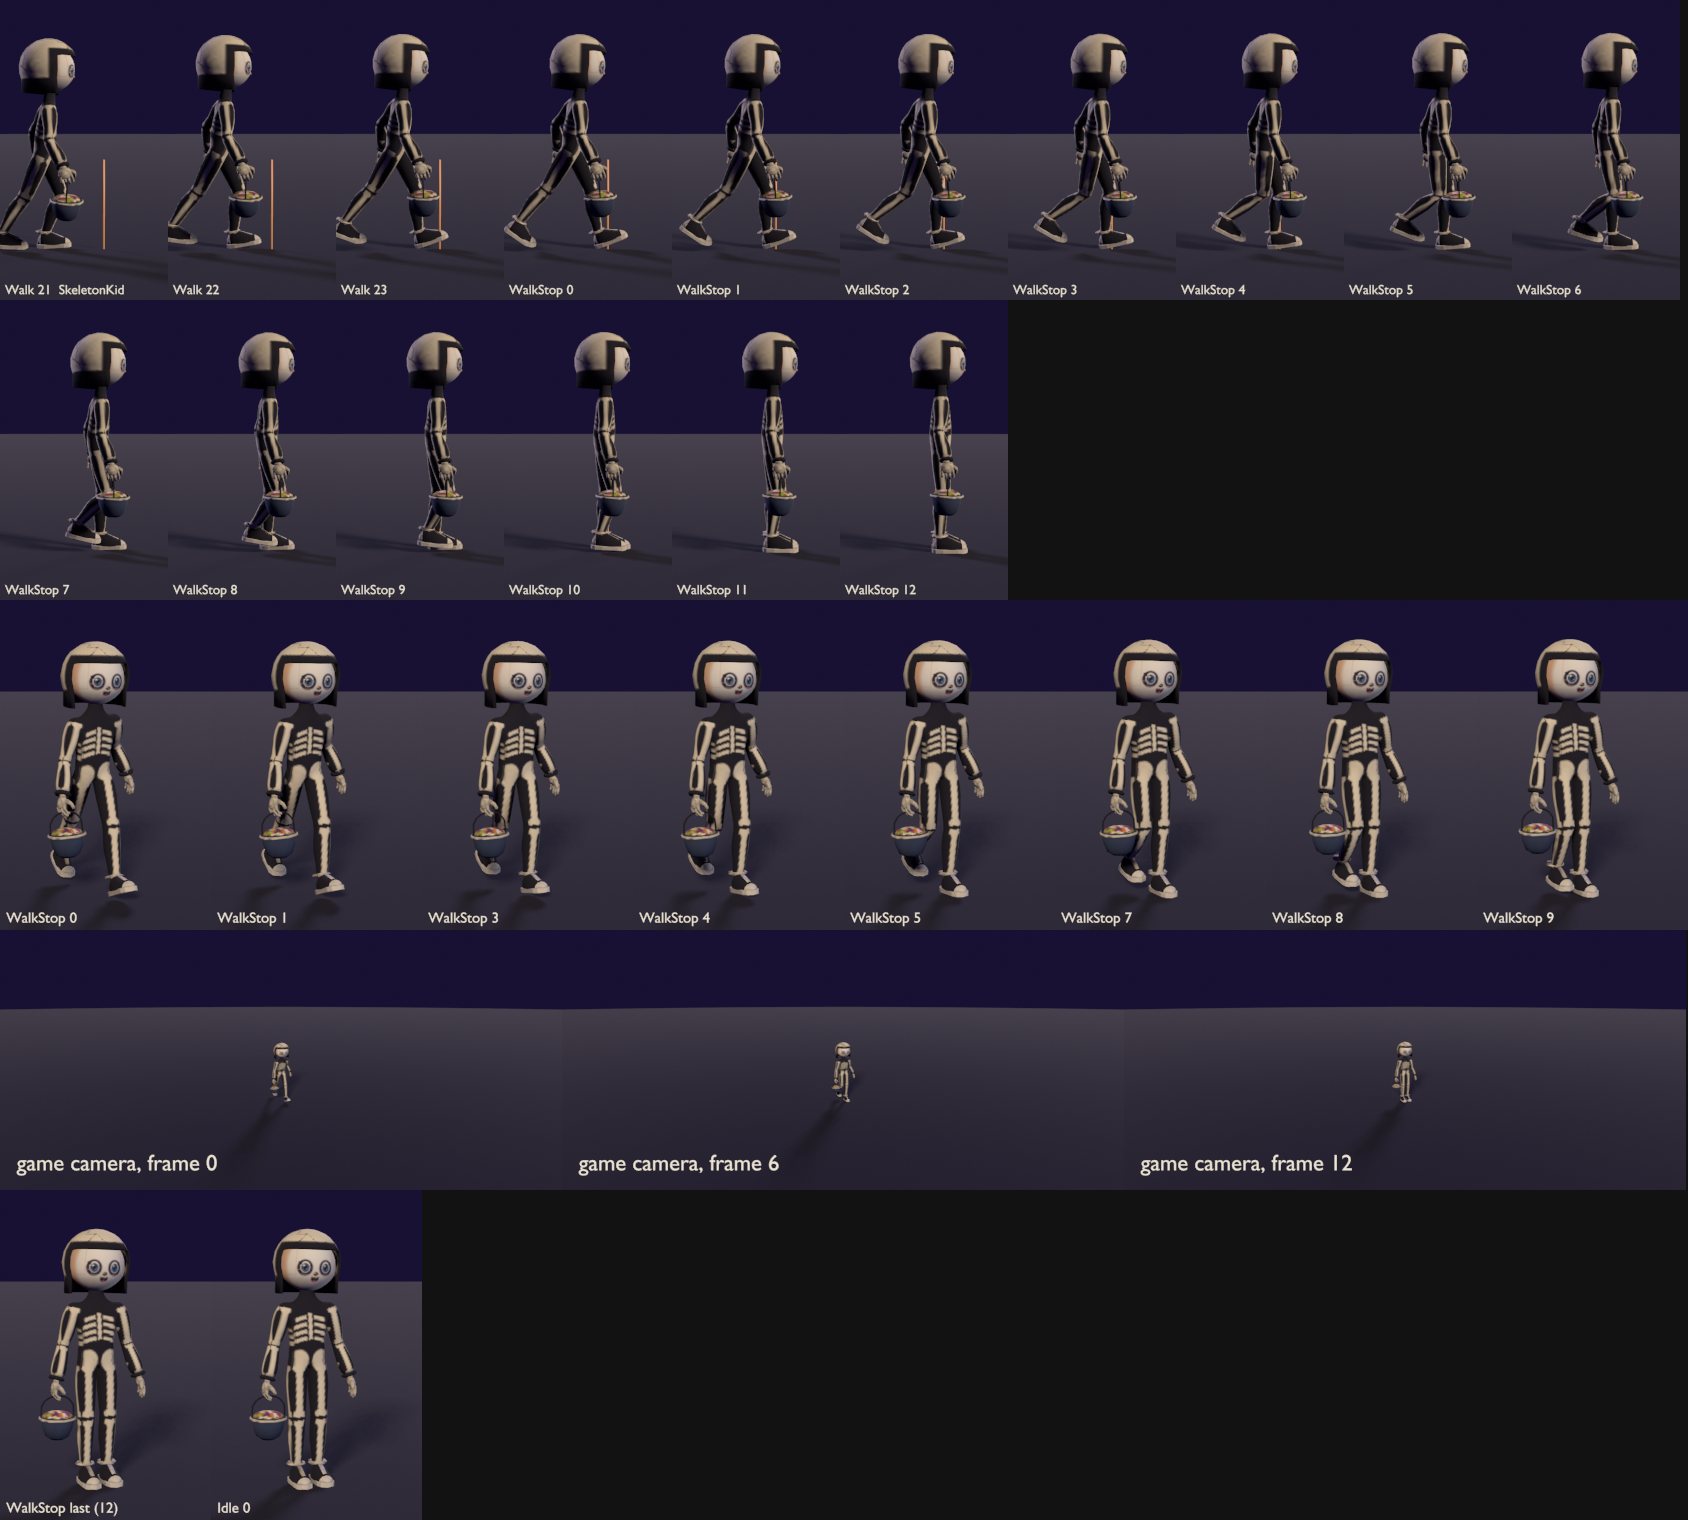 Walk 21 SkeletonKid
Walk 22
Walk 23
WalkStop 0
WalkStop 1
WalkStop 2
WalkStop 3
WalkStop 4
WalkStop 5
WalkStop 6
WalkStop 7
WalkStop 8
WalkStop 9
WalkStop 10
WalkStop 11
WalkStop 12
WalkStop 0
WalkStop 1
WalkStop 3
WalkStop 4
WalkStop 5
WalkStop 7
WalkStop 8
WalkStop 9
game camera, frame 0
game camera, frame 6
game camera, frame 12
WalkStop last (12)
Idle 0